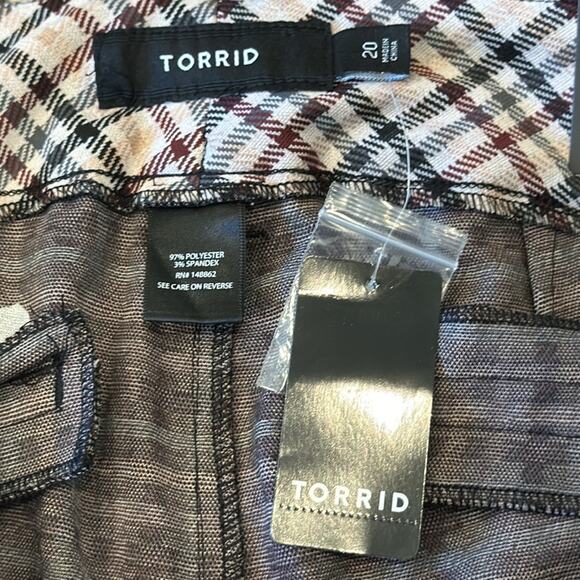 TORRID
20
MADE IN
CHINA
97% POLYESTER
3% SPANDEX
RN# 148862
SEE CARE ON REVERSE
TORRID